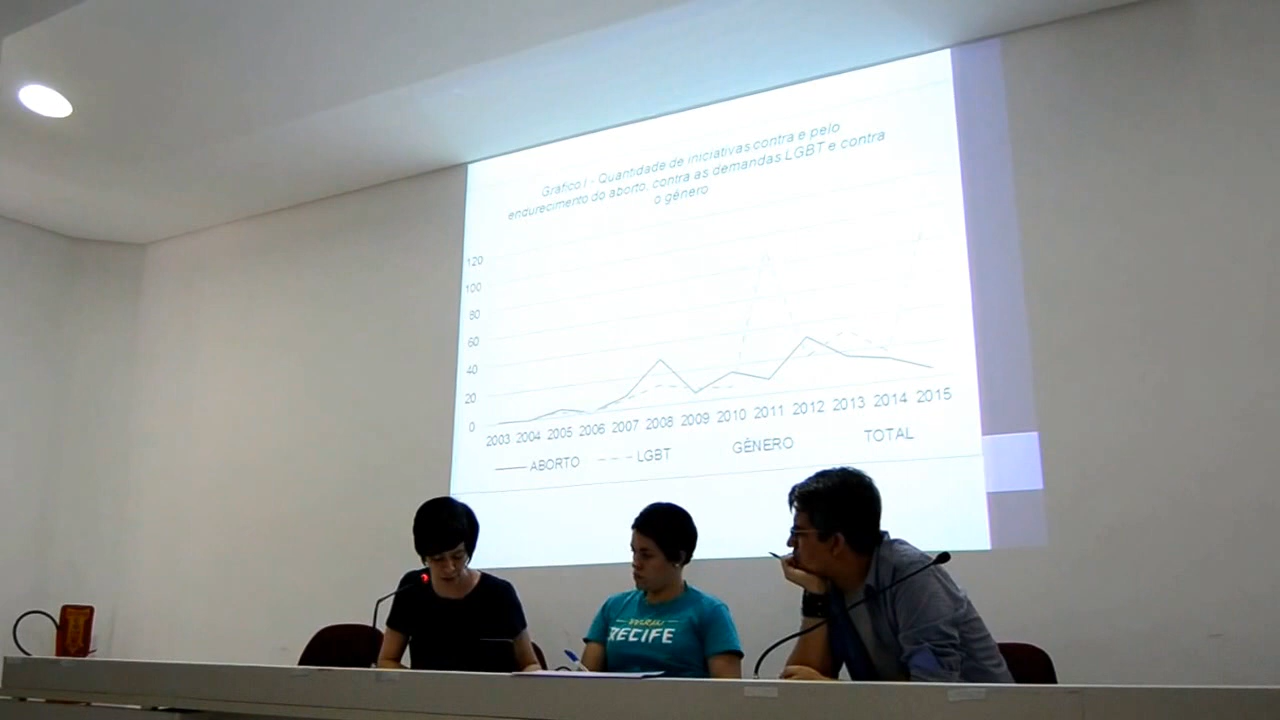 Gráfico I - Quantidade de iniciativas contra e pelo
endurecimento do aborto, contra as demandas LGBT e contra
o gênero
120
100
80
60
40
20
0
2003 2004 2005 2006 2007 2008 2009 2010 2011 2012 2013 2014 2015
ABORTO LGBT GÊNERO TOTAL
RECIFE